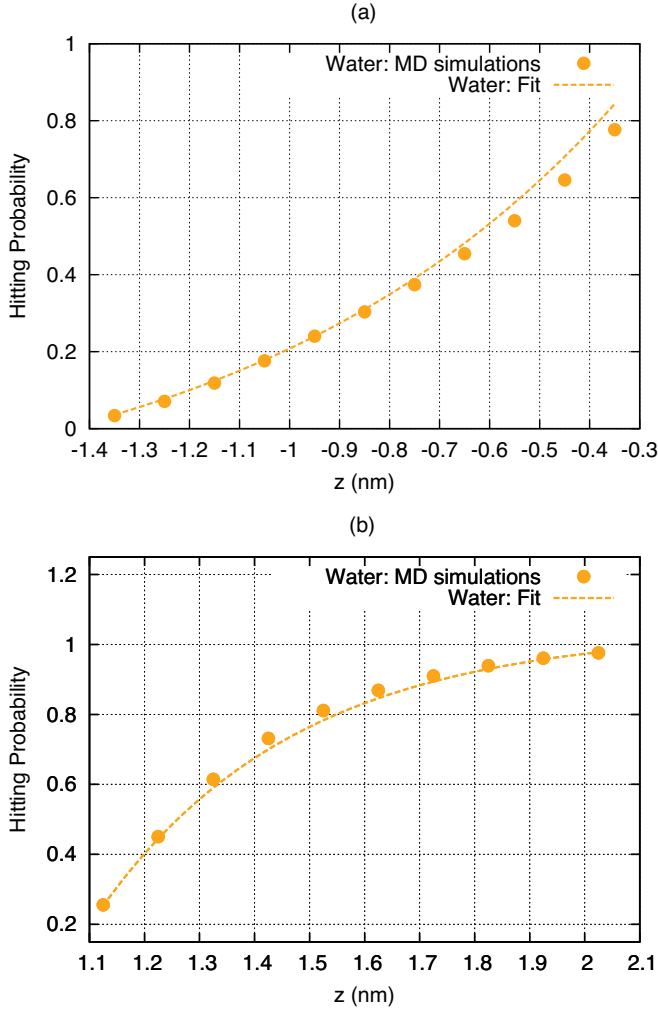 (a)
Water: MD simulations
Water: Fit
1
0.8
0.6
0.4
0.2
0
Hitting Probability
-1.4 -1.3 -1.2 -1.1 -1 -0.9 -0.8 -0.7 -0.6 -0.5 -0.4 -0.3
z (nm)
(b)
Water: MD simulations
Water: Fit
1.2
1
0.8
0.6
0.4
0.2
Hitting Probability
1.1 1.2 1.3 1.4 1.5 1.6 1.7 1.8 1.9 2 2.1
z (nm)